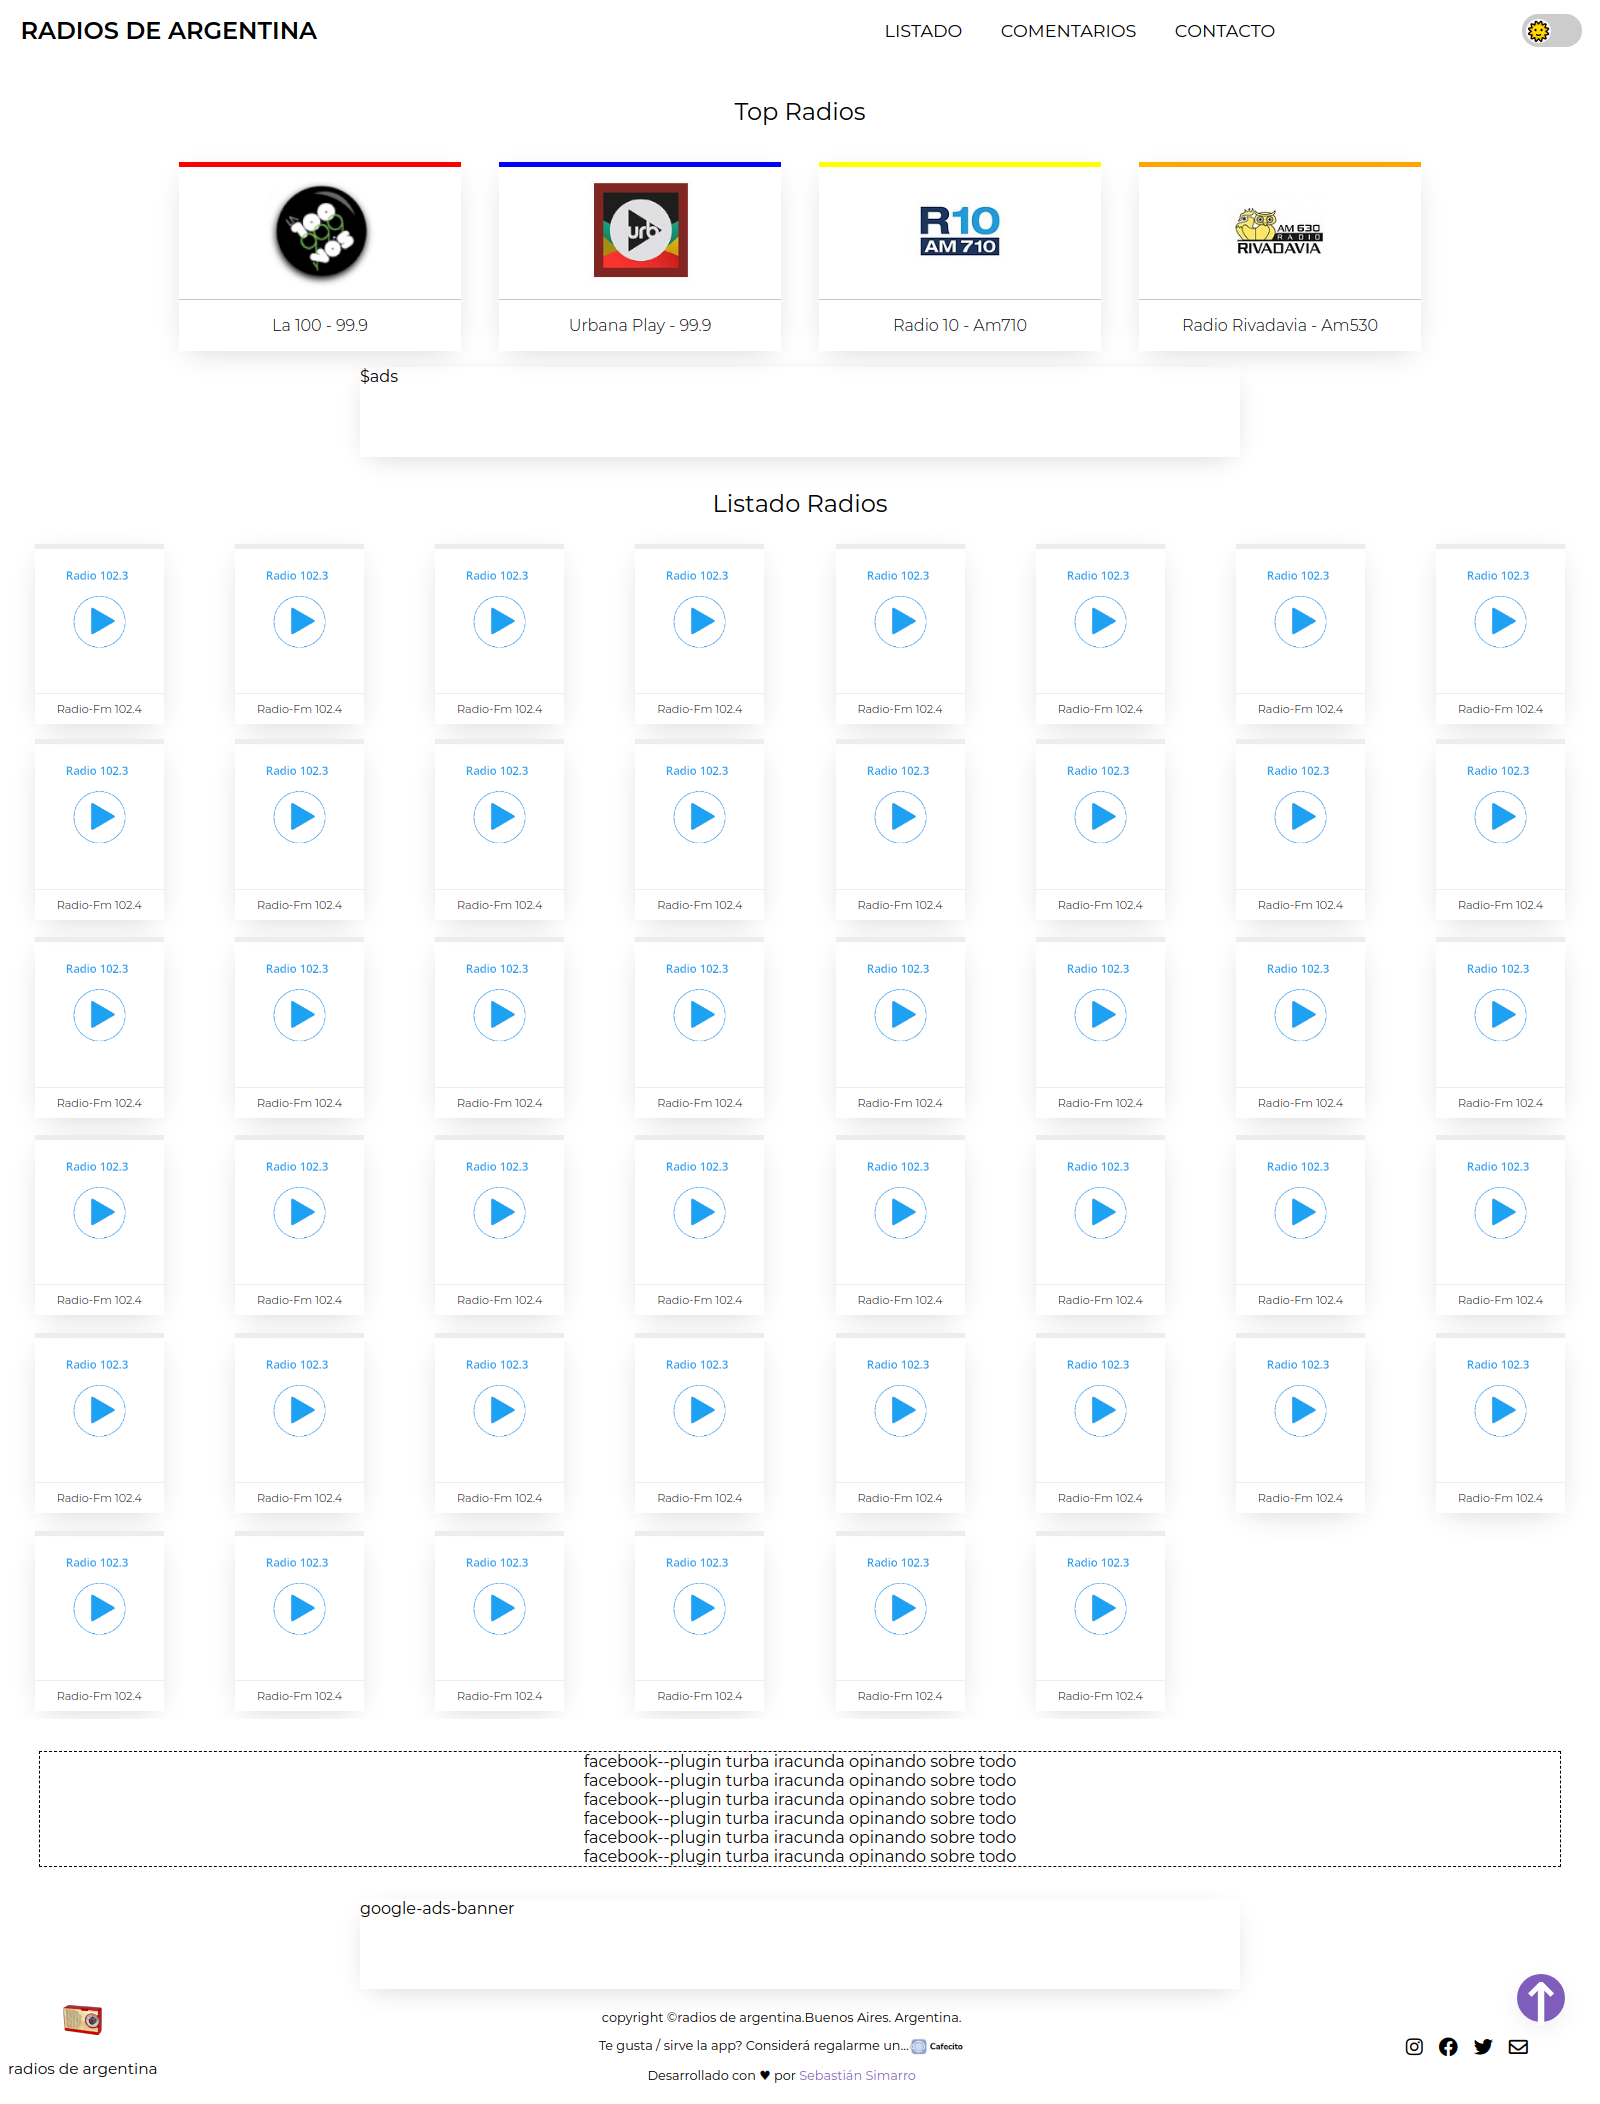 RADIOS DE ARGENTINA
LISTADO COMENTARIOS CONTACTO
Top Radios
LA 100 999 VOS
urb
R10
AM 710
AM 630
RADIO
RIVADAVIA
La 100 - 99.9
Urbana Play - 99.9
Radio 10 - Am710
Radio Rivadavia - Am530
$ads
Listado Radios
Radio 102.3 Radio 102.3 Radio 102.3 Radio 102.3 Radio 102.3 Radio 102.3 Radio 102.3 Radio 102.3
Radio-Fm 102.4 Radio-Fm 102.4 Radio-Fm 102.4 Radio-Fm 102.4 Radio-Fm 102.4 Radio-Fm 102.4 Radio-Fm 102.4 Radio-Fm 102.4
Radio 102.3 Radio 102.3 Radio 102.3 Radio 102.3 Radio 102.3 Radio 102.3 Radio 102.3 Radio 102.3
Radio-Fm 102.4 Radio-Fm 102.4 Radio-Fm 102.4 Radio-Fm 102.4 Radio-Fm 102.4 Radio-Fm 102.4 Radio-Fm 102.4 Radio-Fm 102.4
Radio 102.3 Radio 102.3 Radio 102.3 Radio 102.3 Radio 102.3 Radio 102.3 Radio 102.3 Radio 102.3
Radio-Fm 102.4 Radio-Fm 102.4 Radio-Fm 102.4 Radio-Fm 102.4 Radio-Fm 102.4 Radio-Fm 102.4 Radio-Fm 102.4 Radio-Fm 102.4
Radio 102.3 Radio 102.3 Radio 102.3 Radio 102.3 Radio 102.3 Radio 102.3 Radio 102.3 Radio 102.3
Radio-Fm 102.4 Radio-Fm 102.4 Radio-Fm 102.4 Radio-Fm 102.4 Radio-Fm 102.4 Radio-Fm 102.4 Radio-Fm 102.4 Radio-Fm 102.4
Radio 102.3 Radio 102.3 Radio 102.3 Radio 102.3 Radio 102.3 Radio 102.3 Radio 102.3 Radio 102.3
Radio-Fm 102.4 Radio-Fm 102.4 Radio-Fm 102.4 Radio-Fm 102.4 Radio-Fm 102.4 Radio-Fm 102.4 Radio-Fm 102.4 Radio-Fm 102.4
Radio 102.3 Radio 102.3 Radio 102.3 Radio 102.3 Radio 102.3 Radio 102.3
Radio-Fm 102.4 Radio-Fm 102.4 Radio-Fm 102.4 Radio-Fm 102.4 Radio-Fm 102.4 Radio-Fm 102.4
facebook--plugin turba iracunda opinando sobre todo
facebook--plugin turba iracunda opinando sobre todo
facebook--plugin turba iracunda opinando sobre todo
facebook--plugin turba iracunda opinando sobre todo
facebook--plugin turba iracunda opinando sobre todo
facebook--plugin turba iracunda opinando sobre todo
google-ads-banner
radios de argentina
copyright ©radios de argentina.Buenos Aires. Argentina.
Te gusta / sirve la app? Considerá regalarme un... Cafecito
Desarrollado con ♥ por Sebastián Simarro